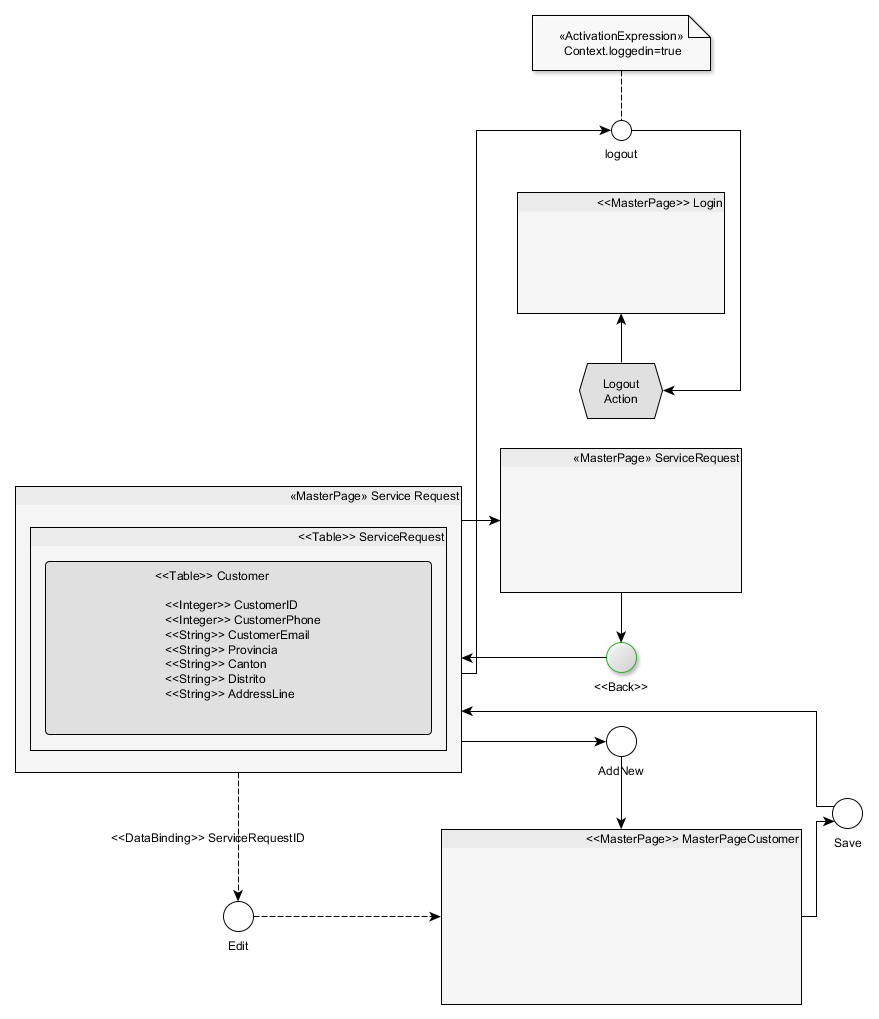 «ActivationExpression»
Context.loggedin=true
logout
<<MasterPage>> Login
Logout
Action
«MasterPage» ServiceRequest
«MasterPage» Service Request
<<Table>> ServiceRequest
<<Table>> Customer
<<Integer>> CustomerID
<<Integer>> CustomerPhone
<<String>> CustomerEmail
<<String>> Provincia
<<String>> Canton
<<String>> Distrito
<<String>> AddressLine
<<Back>>
AddNew
<<DataBinding>> ServiceRequestID
<<MasterPage>> MasterPageCustomer
Save
Edit